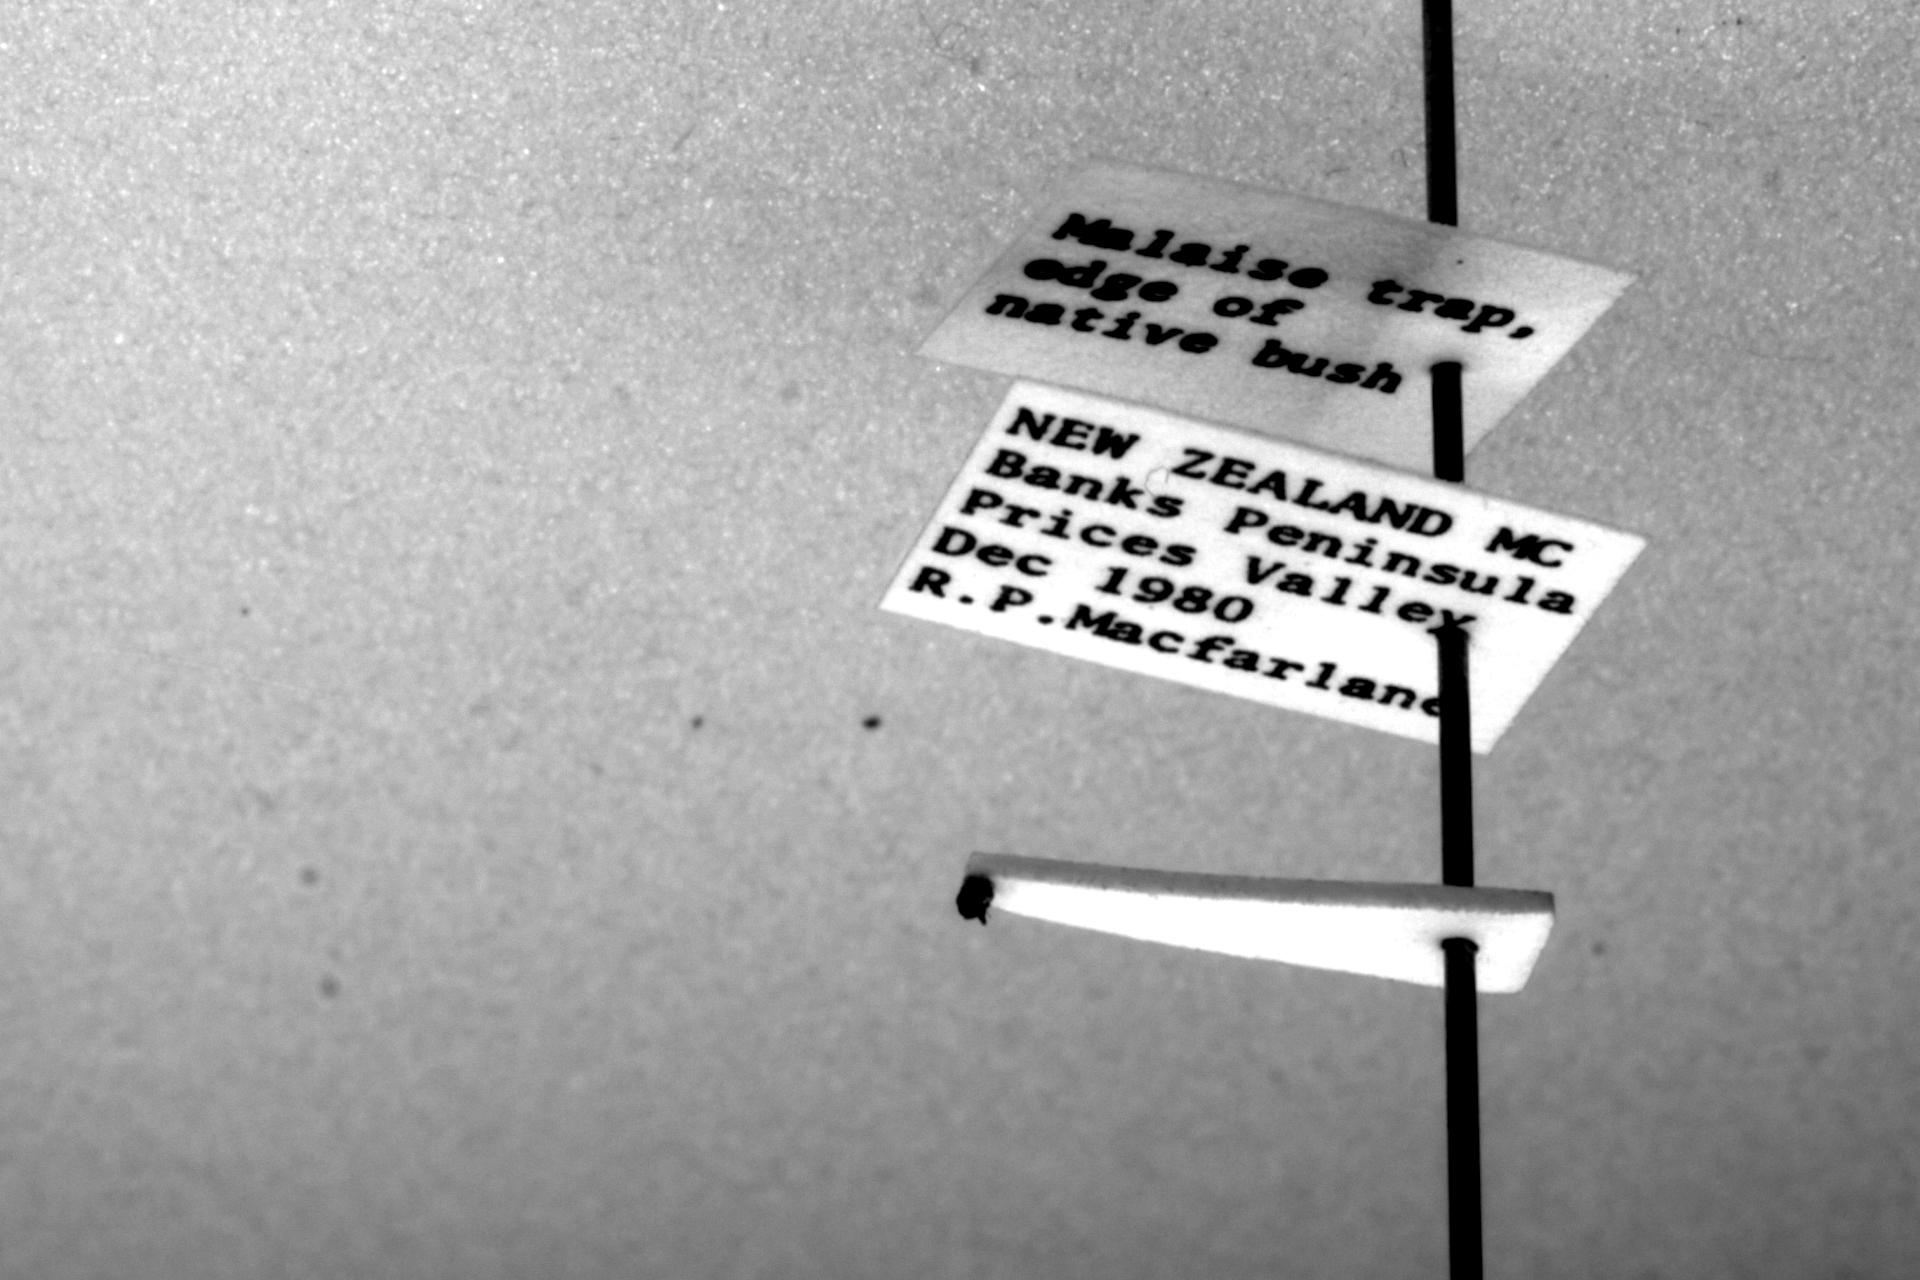 Malaise trap,
edge of
native bush
NEW ZEALAND MC
Banks Peninsula
Prices Valley
Dec 1980
R.P.Macfarlane